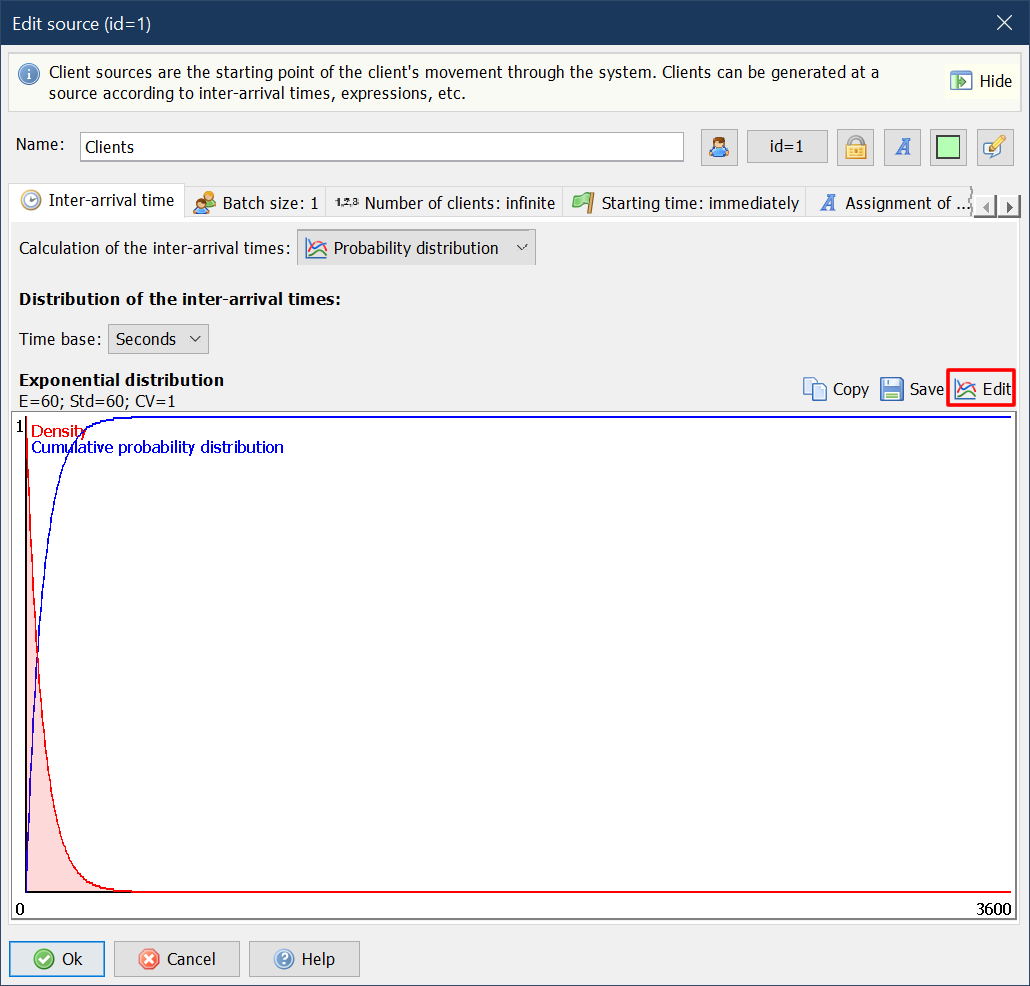 Edit source (id=1)
Client sources are the starting point of the client's movement through the system. Clients can be generated at a
source according to inter-arrival times, expressions, etc.
Hide
Name:
Clients
id=1
A
Inter-arrival time
Batch size: 1
1,2,3 Number of clients: infinite
Starting time: immediately
A Assignment of ...
Calculation of the inter-arrival times:
Probability distribution
Distribution of the inter-arrival times:
Time base:
Seconds
Exponential distribution
E=60; Std=60; CV=1
Copy
Save
Edit
1
Density
Cumulative probability distribution
0
3600
Ok
Cancel
Help